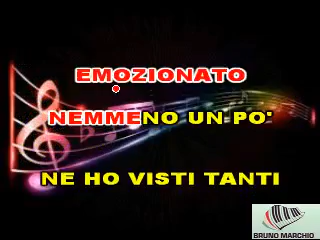 EMOZIONATO
NEMMENO UN PO'
NE HO VISTI TANTI
BRUNO MARCHIO